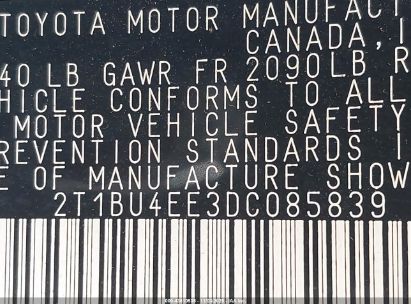 TOYOTA MOTOR MANUFACT
CANADA, I
40 LB GAWR FR 2090LB R
HICLE CONFORMS TO ALL
MOTOR VEHICLE SAFETY
REVENTION STANDARDS I
E OF MANUFACTURE SHOW
2T1BU4EE3DC085839